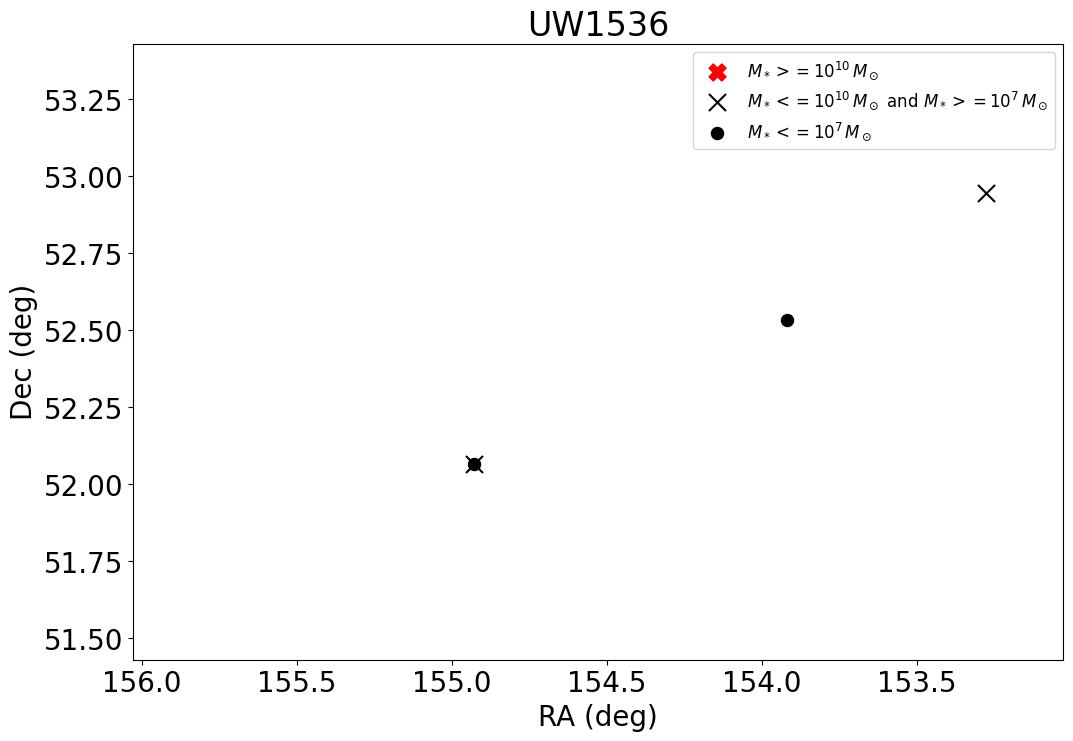 UW1536
M* >= 10^10 M⊙
M* <= 10^10 M⊙ and M* >= 10^7 M⊙
M* <= 10^7 M⊙
53.25
53.00
52.75
52.50
52.25
52.00
51.75
51.50
Dec (deg)
156.0 155.5 155.0 154.5 154.0 153.5
RA (deg)